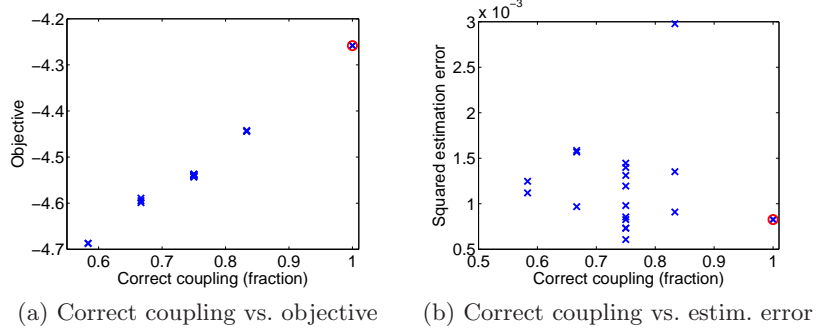 −4.2
−4.3
−4.4
−4.5
−4.6
−4.7
Objective
0.6 0.7 0.8 0.9 1
Correct coupling (fraction)
(a) Correct coupling vs. objective
x 10−3
3
2.5
2
1.5
1
0.5
Squared estimation error
0.5 0.6 0.7 0.8 0.9 1
Correct coupling (fraction)
(b) Correct coupling vs. estim. error